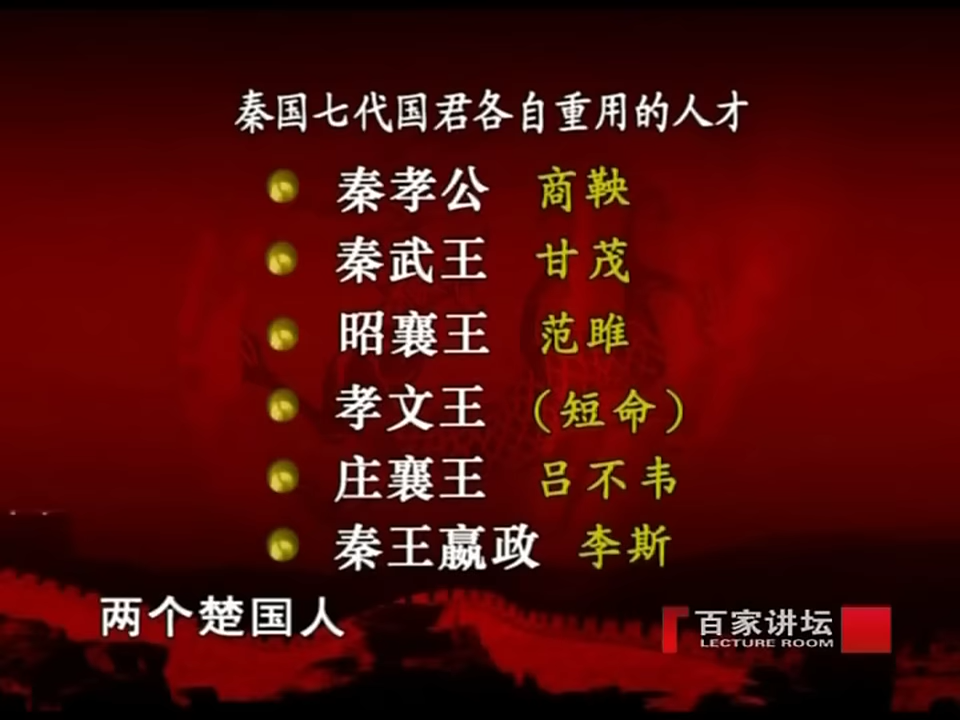 秦国七代国君各自重用的人才
秦孝公 商鞅
秦武王 甘茂
昭襄王 范雎
孝文王 （短命）
庄襄王 吕不韦
秦王嬴政 李斯
两个楚国人
百家讲坛
LECTURE ROOM